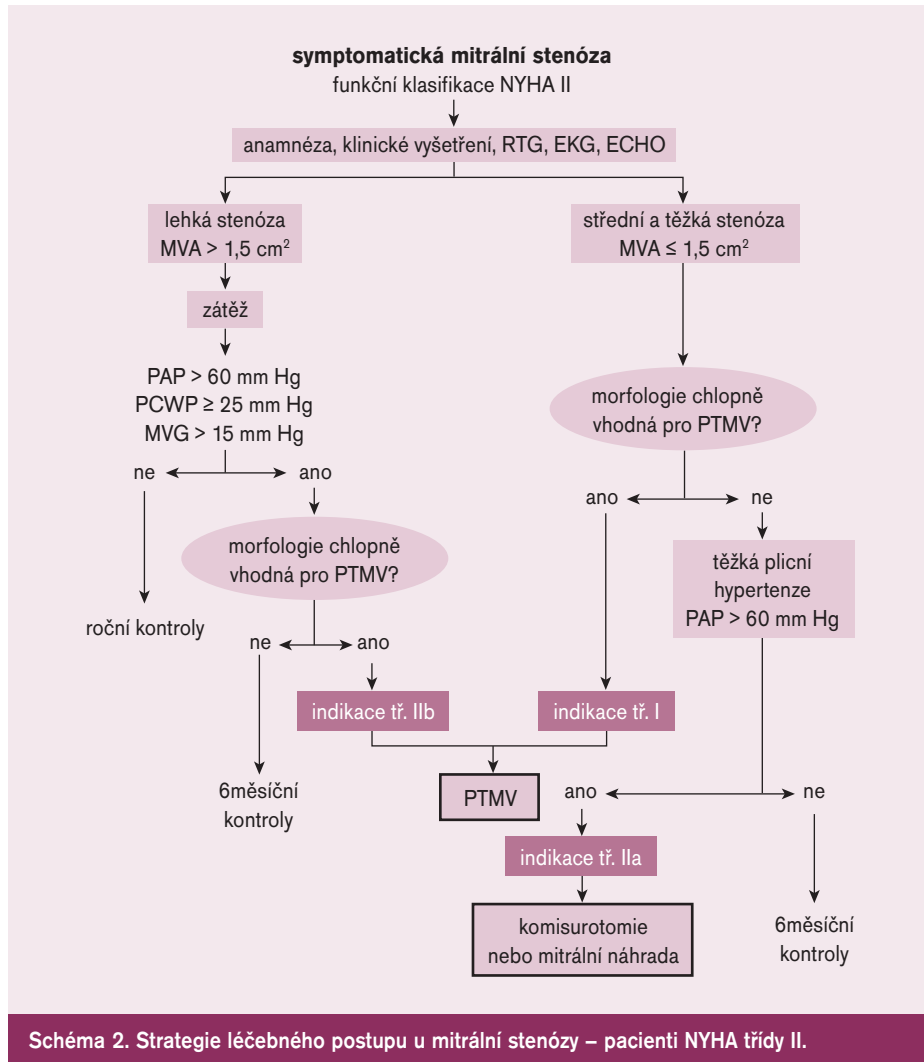 symptomatická mitrální stenóza
funkční klasifikace NYHA II
anamnéza, klinické vyšetření, RTG, EKG, ECHO
lehká stenóza
MVA > 1,5 cm²
zátěž
PAP > 60 mm Hg
PCWP ≥ 25 mm Hg
MVG > 15 mm Hg
ne
ano
roční kontroly
morfologie chlopně
vhodná pro PTMV?
ne
ano
6měsíční
kontroly
indikace tř. IIb
střední a těžká stenóza
MVA ≤ 1,5 cm²
morfologie chlopně
vhodná pro PTMV?
ano
ne
indikace tř. I
PTMV
těžká plicní
hypertenze
PAP > 60 mm Hg
ano
ne
indikace tř. IIa
komisurotomie
nebo mitrální náhrada
6měsíční
kontroly
Schéma 2. Strategie léčebného postupu u mitrální stenózy – pacienti NYHA třídy II.